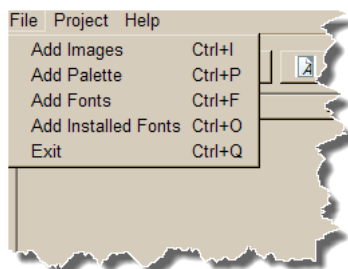 File Project Help
Add Images Ctrl+I
Add Palette Ctrl+P
Add Fonts Ctrl+F
Add Installed Fonts Ctrl+O
Exit Ctrl+Q
A